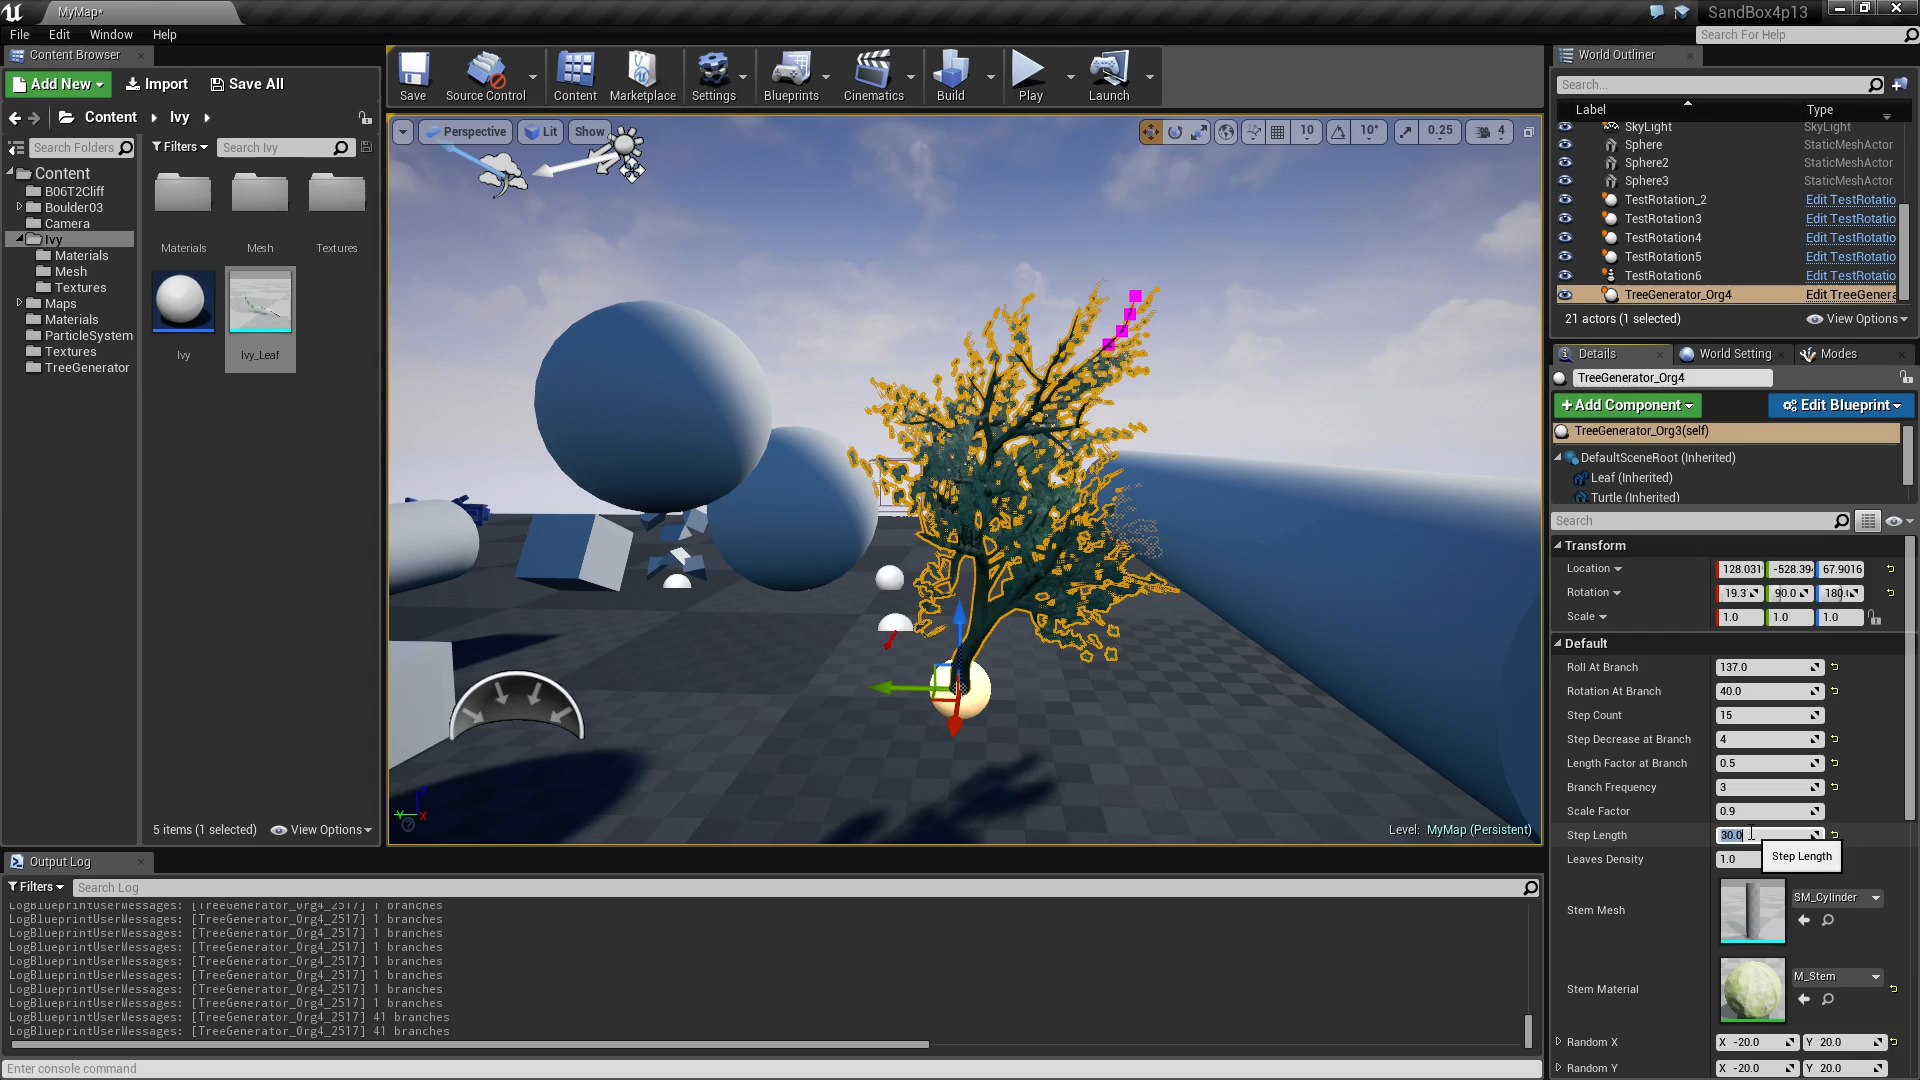 MyMap*
SandBox4p13
File Edit Window Help
Search For Help
Content Browser
Add New Import Save All
Content Ivy
Search Folders
Filters Search Ivy
Content
B06T2Cliff
Boulder03
Camera
Ivy
Materials
Mesh
Textures
Maps
Materials
ParticleSystem
Textures
TreeGenerator
Materials Mesh Textures
Ivy Ivy_Leaf
5 items (1 selected) View Options
Save Source Control Content Marketplace Settings Blueprints Cinematics Build Play Launch
Perspective Lit Show
10 10° 0.25 4
Level: MyMap (Persistent)
World Outliner
Search...
Label Type
SkyLight SkyLight
Sphere StaticMeshActor
Sphere2 StaticMeshActor
Sphere3 StaticMeshActor
TestRotation_2 Edit TestRotatio
TestRotation3 Edit TestRotatio
TestRotation4 Edit TestRotatio
TestRotation5 Edit TestRotatio
TestRotation6 Edit TestRotatio
TreeGenerator_Org4 Edit TreeGenera
21 actors (1 selected) View Options
Details World Setting Modes
TreeGenerator_Org4
+Add Component Edit Blueprint
TreeGenerator_Org3(self)
DefaultSceneRoot (Inherited)
Leaf (Inherited)
Turtle (Inherited)
Search
Transform
Location 128.031 -528.39 67.9016
Rotation 19.3 90.0 180.
Scale 1.0 1.0 1.0
Default
Roll At Branch 137.0
Rotation At Branch 40.0
Step Count 15
Step Decrease at Branch 4
Length Factor at Branch 0.5
Branch Frequency 3
Scale Factor 0.9
Step Length 30.0
Leaves Density 1.0
Step Length
Stem Mesh SM_Cylinder
Stem Material M_Stem
Random X X -20.0 Y 20.0
Random Y X -20.0 Y 20.0
Output Log
Filters Search Log
LogBlueprintUserMessages: [TreeGenerator_Org4_2517] 1 branches
LogBlueprintUserMessages: [TreeGenerator_Org4_2517] 1 branches
LogBlueprintUserMessages: [TreeGenerator_Org4_2517] 1 branches
LogBlueprintUserMessages: [TreeGenerator_Org4_2517] 1 branches
LogBlueprintUserMessages: [TreeGenerator_Org4_2517] 1 branches
LogBlueprintUserMessages: [TreeGenerator_Org4_2517] 1 branches
LogBlueprintUserMessages: [TreeGenerator_Org4_2517] 1 branches
LogBlueprintUserMessages: [TreeGenerator_Org4_2517] 1 branches
LogBlueprintUserMessages: [TreeGenerator_Org4_2517] 41 branches
LogBlueprintUserMessages: [TreeGenerator_Org4_2517] 41 branches
Enter console command